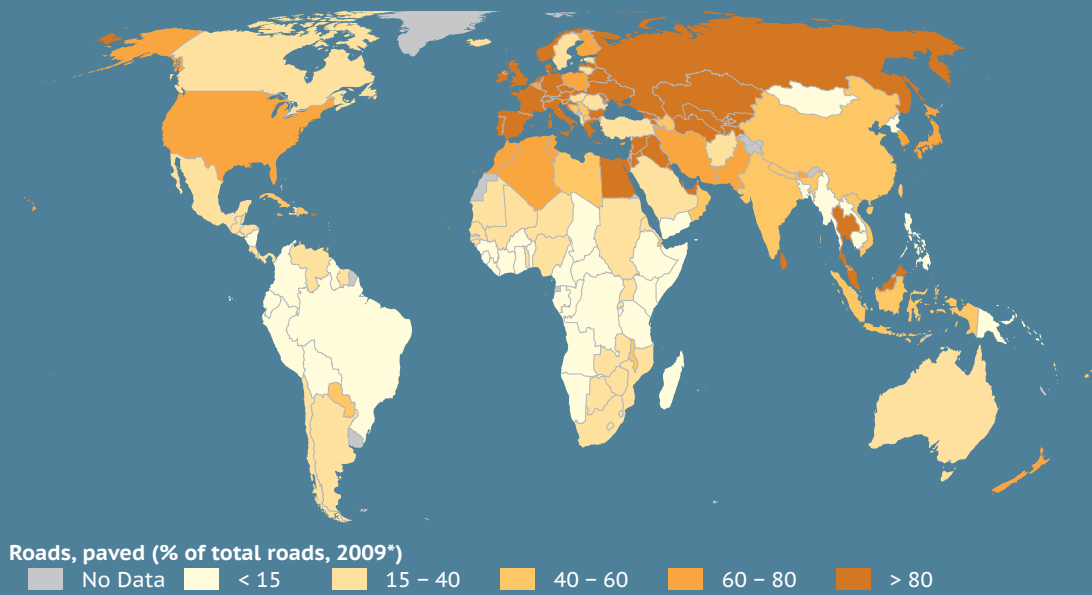 Roads, paved (% of total roads, 2009*)
No Data < 15 15 – 40 40 – 60 60 – 80 > 80